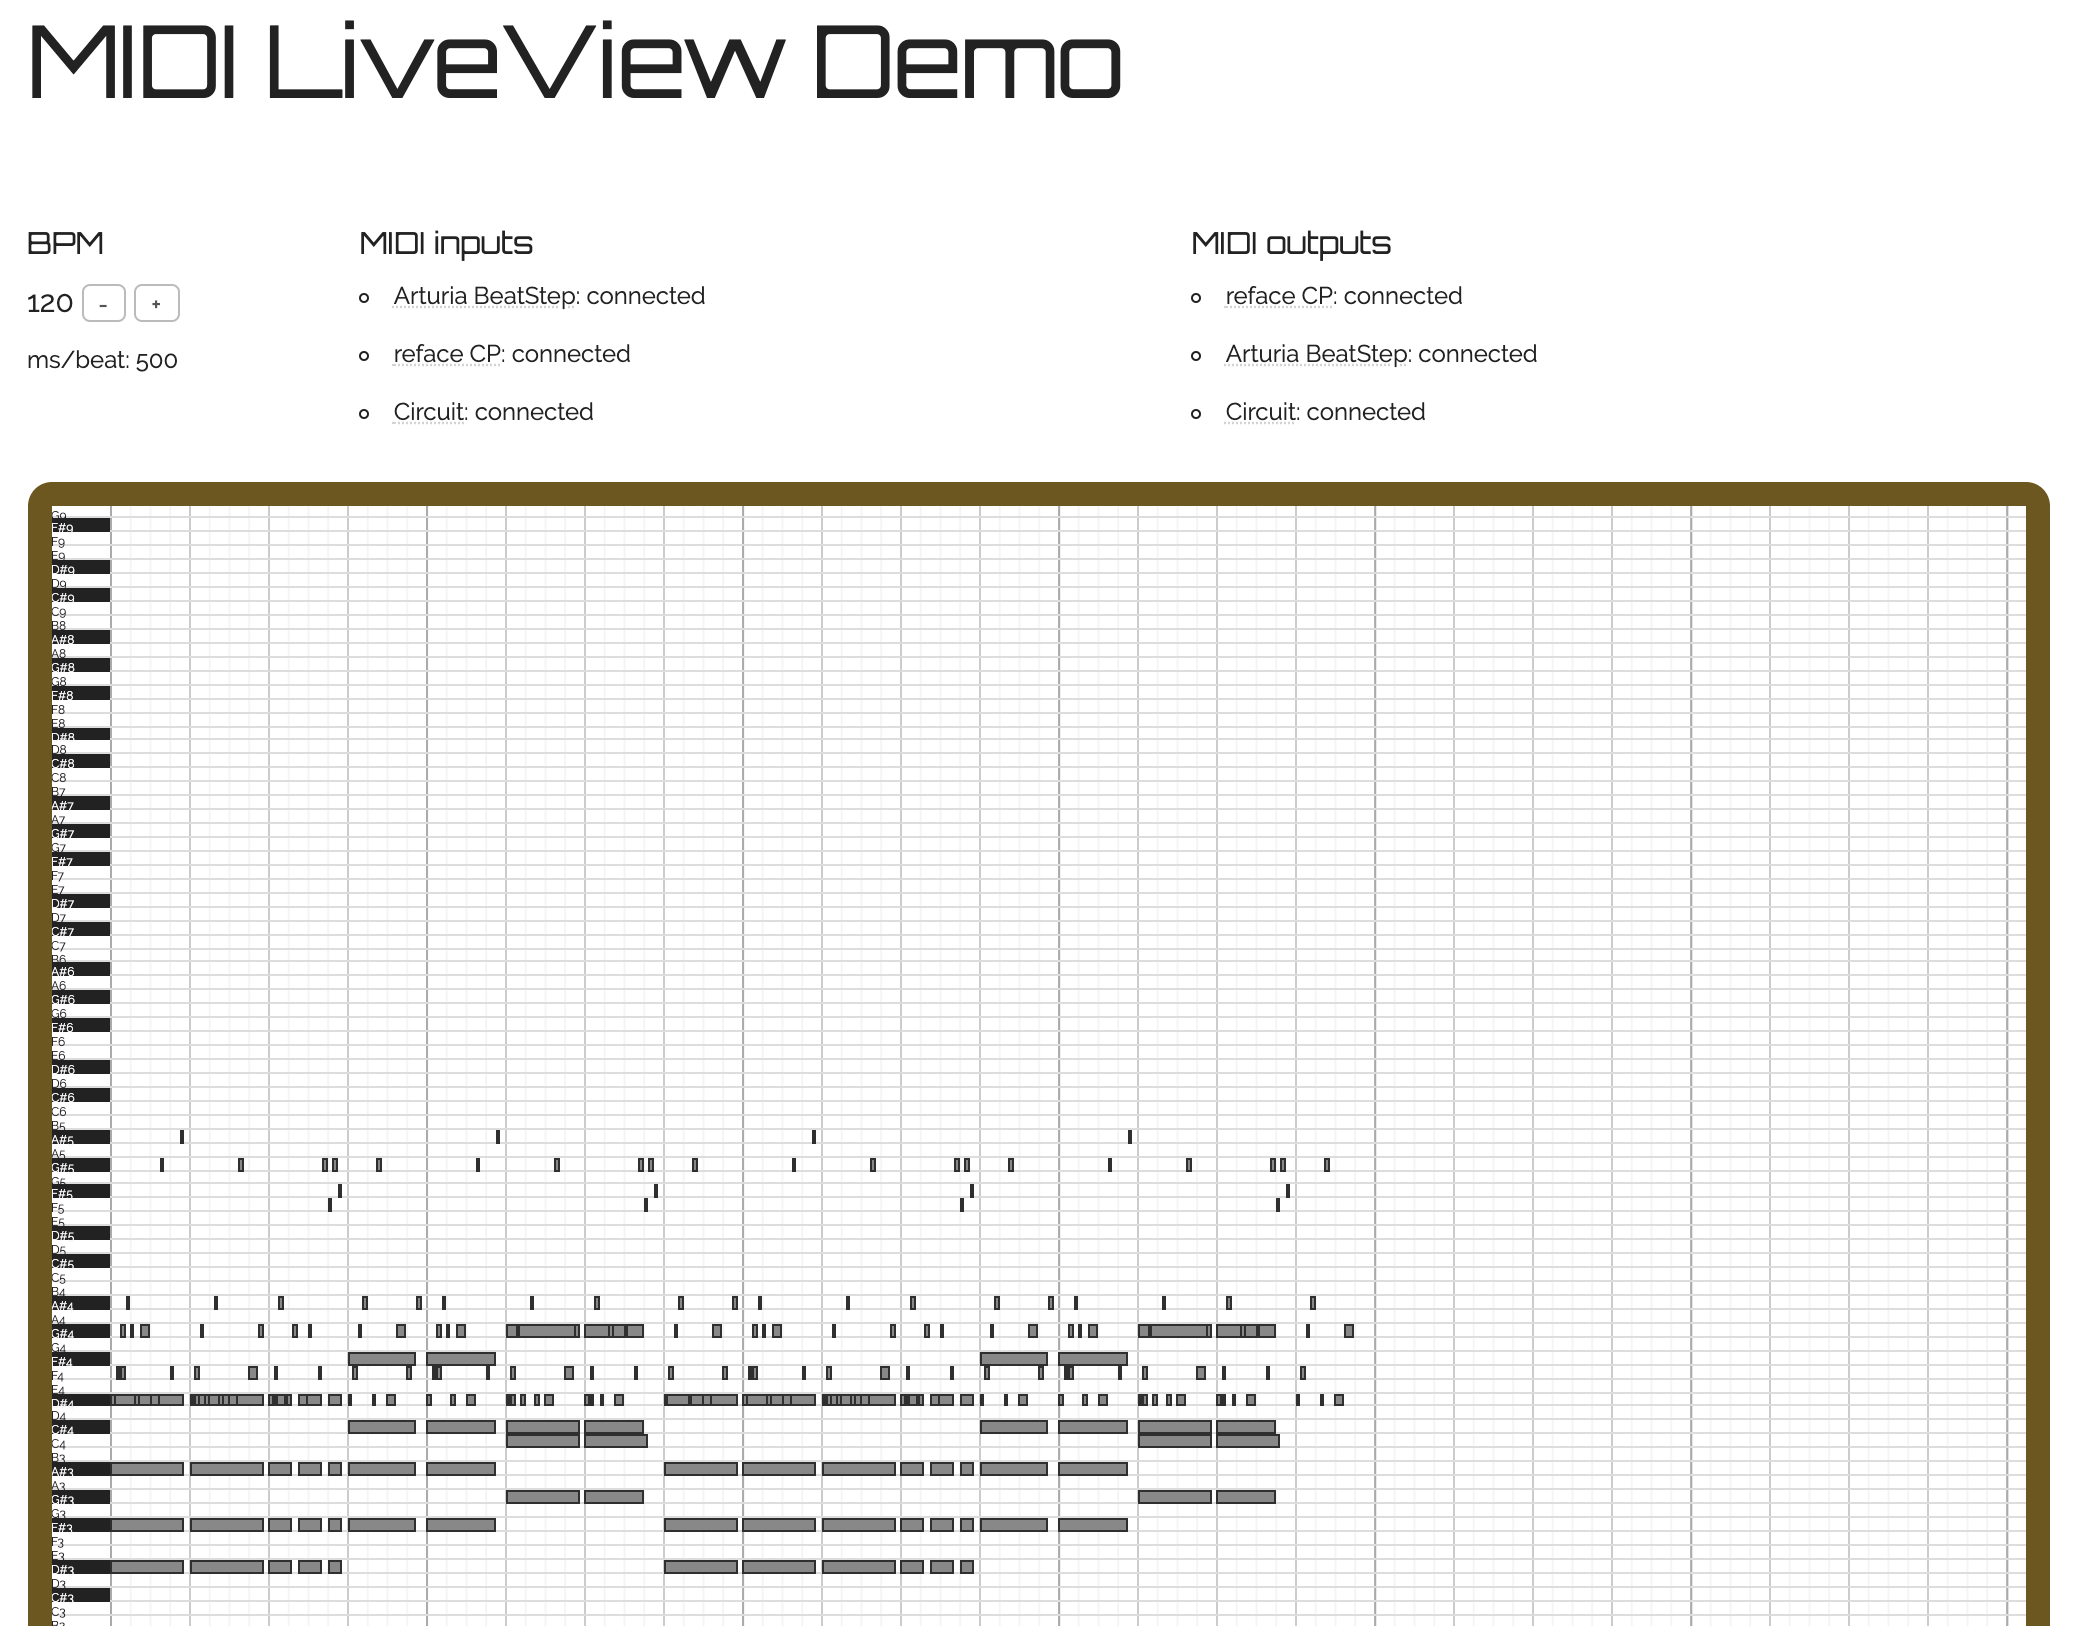 MIDI LiveView Demo
BPM
120 - +
ms/beat: 500
MIDI inputs
Arturia BeatStep: connected
reface CP: connected
Circuit: connected
MIDI outputs
reface CP: connected
Arturia BeatStep: connected
Circuit: connected
G9
F#9
F9
E9
D#9
D9
C#9
C9
B8
A#8
A8
G#8
G8
F#8
F8
E8
D#8
D8
C#8
C8
B7
A#7
A7
G#7
G7
F#7
F7
E7
D#7
D7
C#7
C7
B6
A#6
A6
G#6
G6
F#6
F6
E6
D#6
D6
C#6
C6
B5
A#5
A5
G#5
G5
F#5
F5
E5
D#5
D5
C#5
C5
B4
A#4
A4
G#4
G4
F#4
F4
E4
D#4
D4
C#4
C4
B3
A#3
A3
G#3
G3
F#3
F3
E3
D#3
D3
C#3
C3
B2